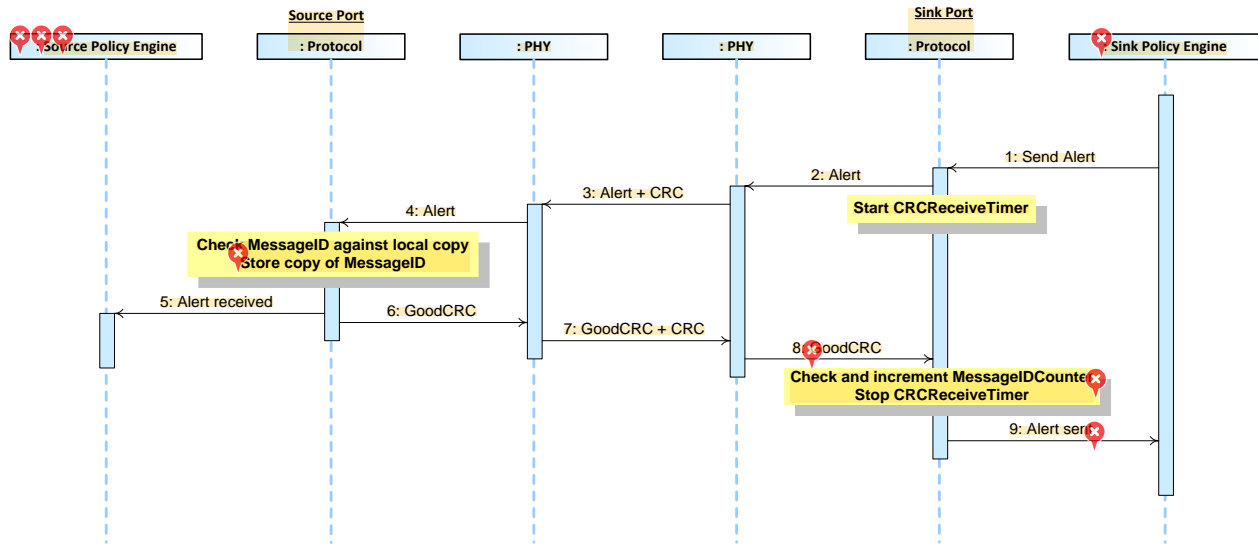 Source Port
Sink Port
: Source Policy Engine
: Protocol
: PHY
: PHY
: Protocol
: Sink Policy Engine
1: Send Alert
2: Alert
3: Alert + CRC
Start CRCReceiveTimer
4: Alert
Check MessageID against local copy
Store copy of MessageID
5: Alert received
6: GoodCRC
7: GoodCRC + CRC
8: GoodCRC
Check and increment MessageIDCounter
Stop CRCReceiveTimer
9: Alert sent